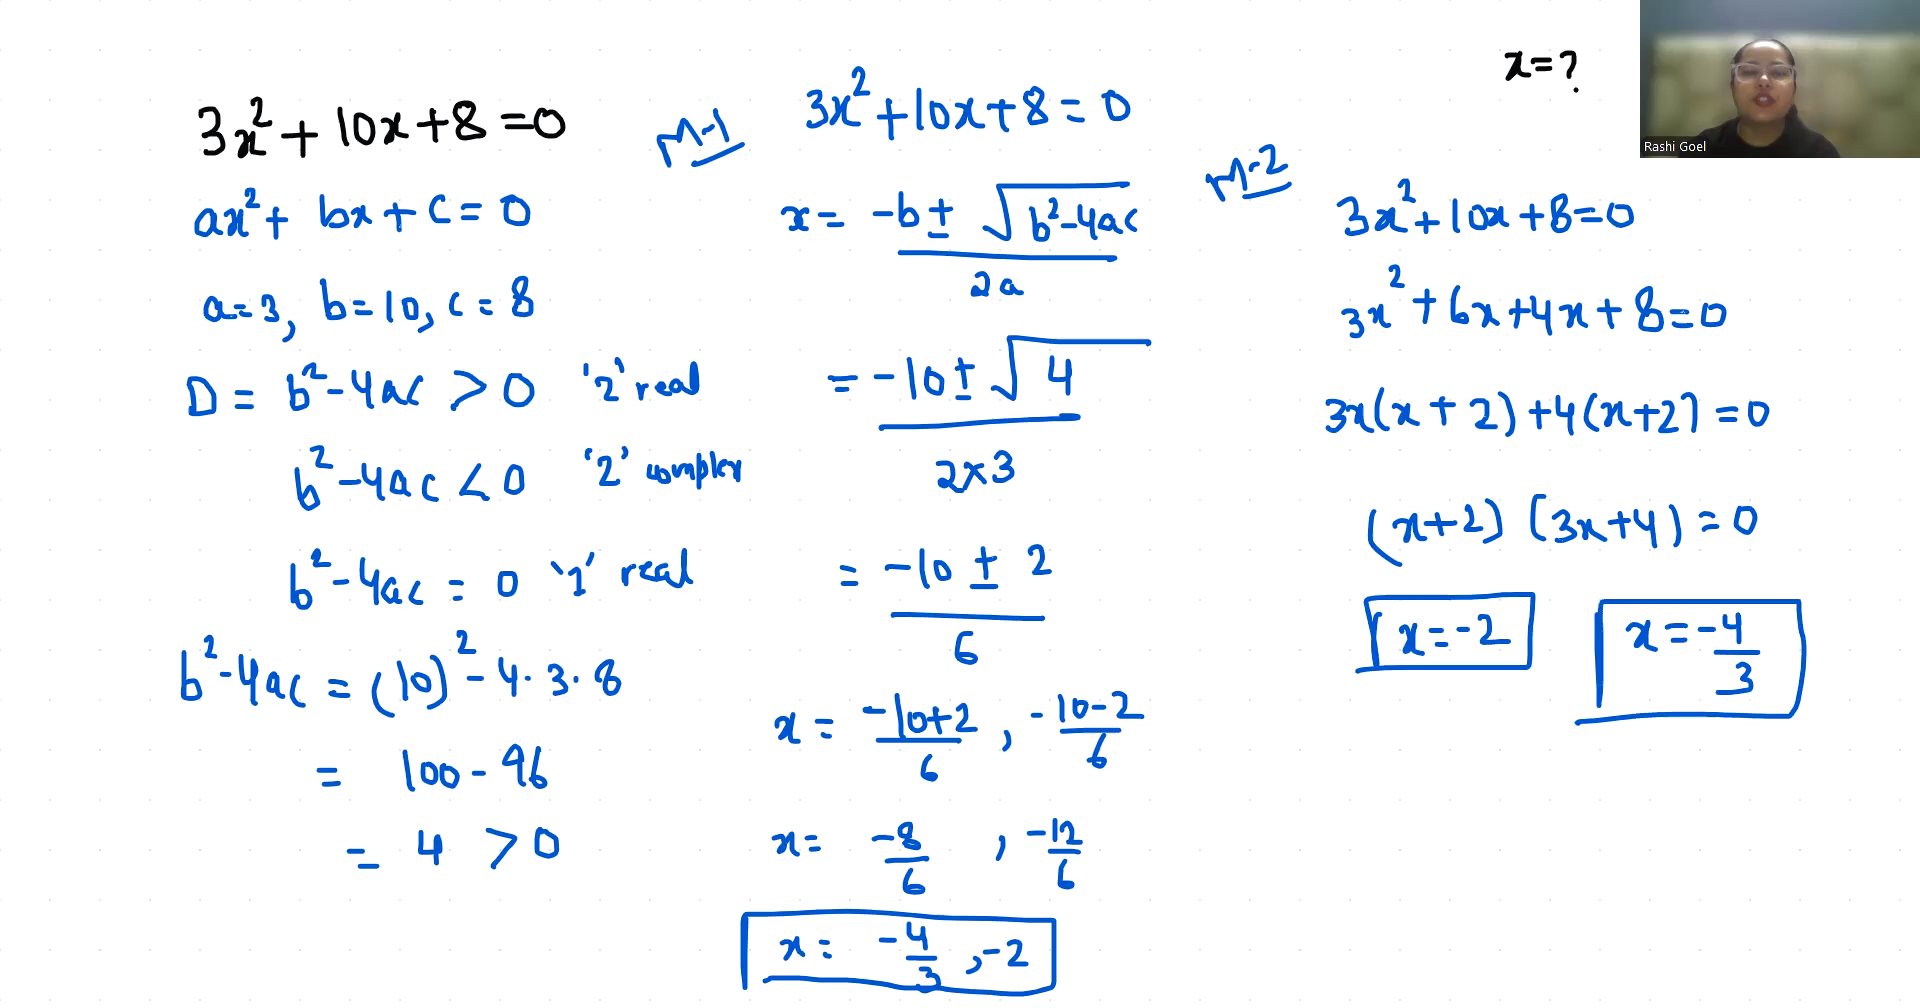 3x²+10x+8=0
ax²+ bx+c=0
a=3, b=10, c=8
D = b²-4ac > 0 '2' real
b²-4ac < 0 '2' complex
b²-4ac = 0 '1' real
b²-4ac = (10)²-4·3·8
= 100-96
= 4 > 0
M-1
3x²+10x+8=0
x= -b± √b²-4ac
2a
= -10± √4
2×3
= -10 ± 2
6
x= -10+2/6, -10-2/6
x= -8/6, -12/6
x= -4/3, -2
M-2
3x²+10x+8=0
3x²+6x+4x+8=0
3x(x+2)+4(x+2)=0
(x+2) (3x+4)=0
x=-2 x=-4/3
x=?
Rashi Goel